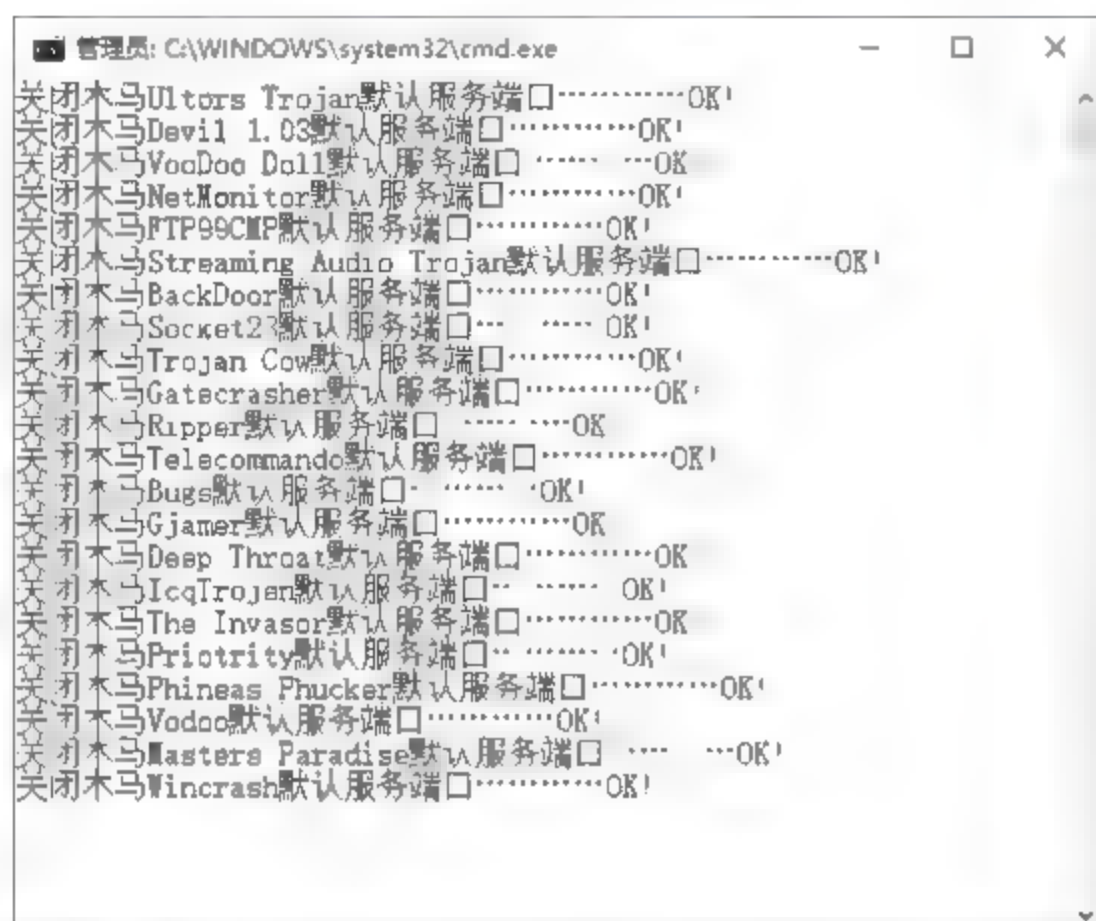 管理员: C:\WINDOWS\system32\cmd.exe
关闭木马Ultors Trojan默认服务端口…………OK!
关闭木马Devil 1.03默认服务端口…………OK!
关闭木马VooDoo Doll默认服务端口…………OK
关闭木马NetMonitor默认服务端口…………OK!
关闭木马FTP99CMP默认服务端口…………OK!
关闭木马Streaming Audio Trojan默认服务端口…………OK!
关闭木马BackDoor默认服务端口…………OK!
关闭木马Socket23默认服务端口…………OK!
关闭木马Trojan Cow默认服务端口…………OK!
关闭木马Gatecrasher默认服务端口…………OK!
关闭木马Ripper默认服务端口…………OK
关闭木马Telecommando默认服务端口…………OK!
关闭木马Bugs默认服务端口…………OK!
关闭木马Gjamer默认服务端口…………OK
关闭木马Deep Throat默认服务端口…………OK
关闭木马IcqTrojen默认服务端口…………OK!
关闭木马The Invasor默认服务端口…………OK
关闭木马Priotrity默认服务端口…………OK!
关闭木马Phineas Phucker默认服务端口…………OK!
关闭木马Vodoo默认服务端口…………OK!
关闭木马Masters Paradise默认服务端口…………OK!
关闭木马Wincrash默认服务端口…………OK!